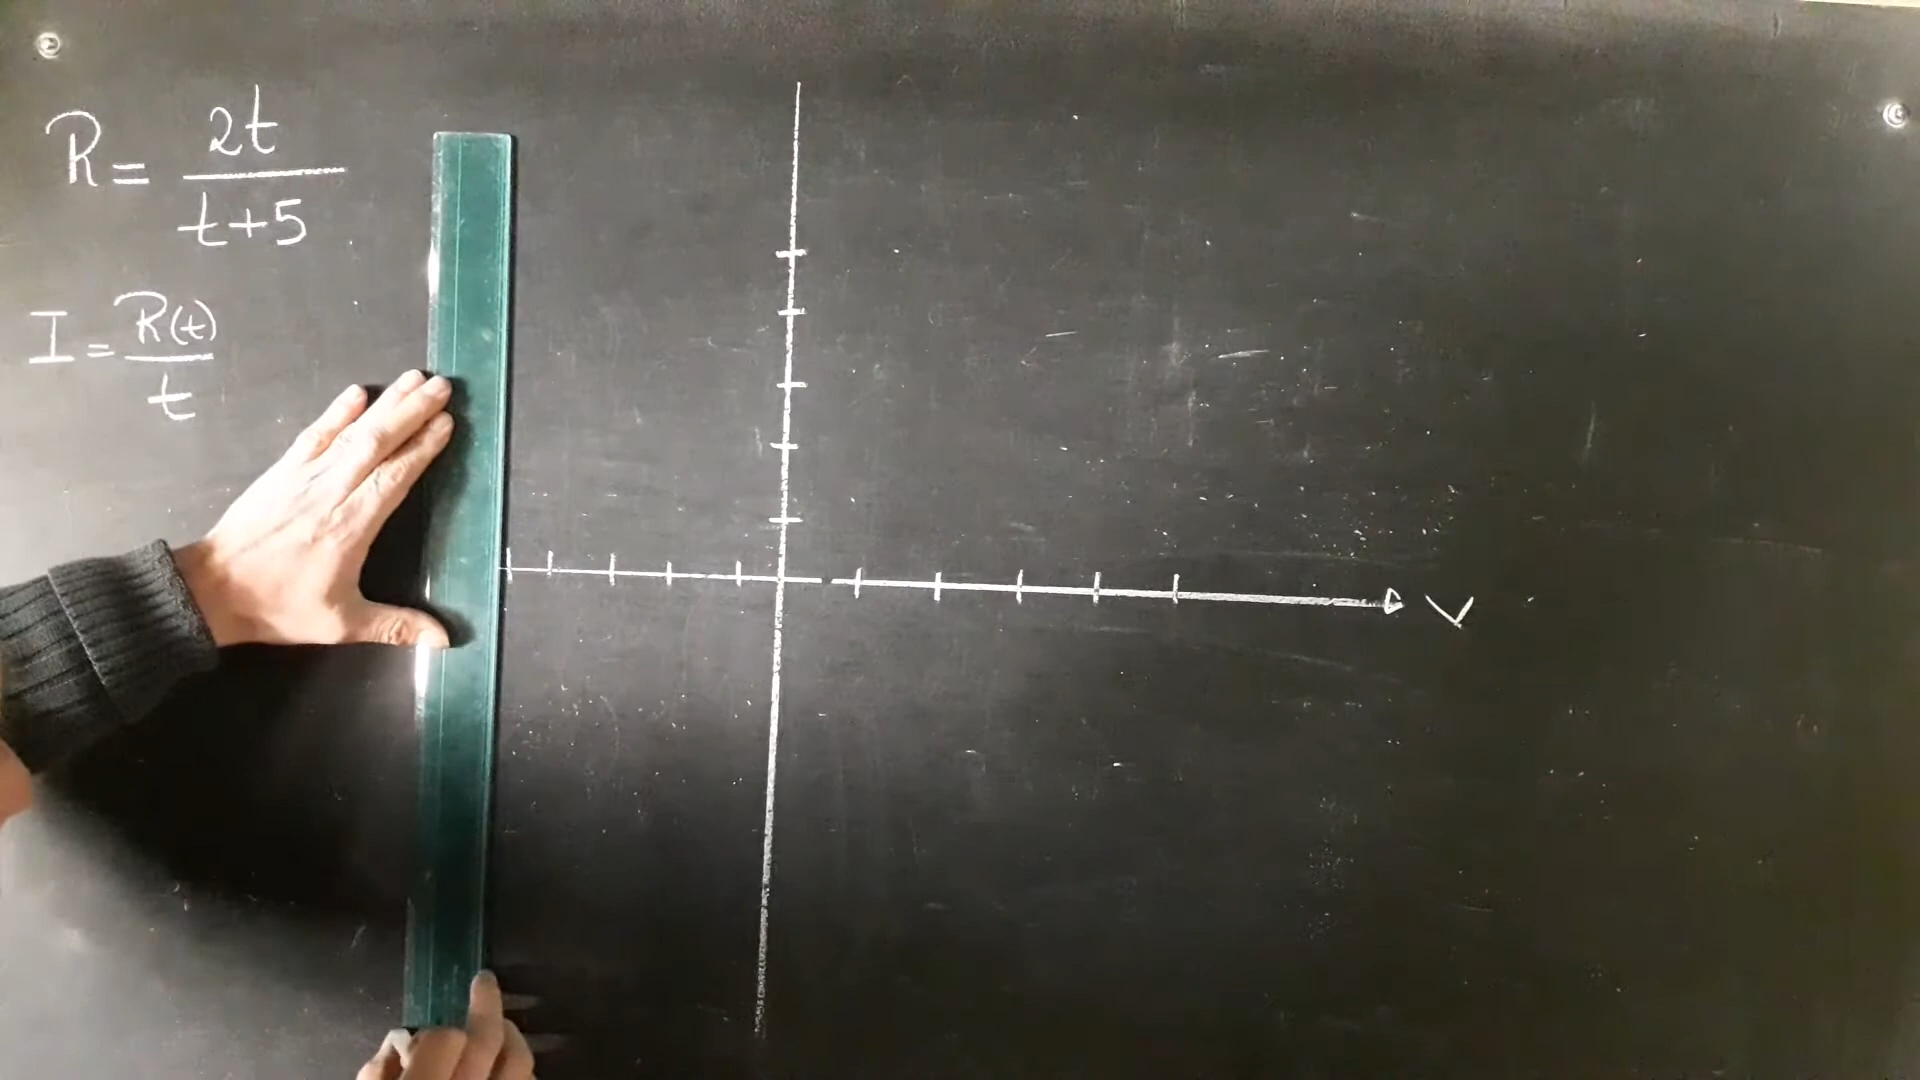 R = 2t / t+5
I = R(t) / t
V